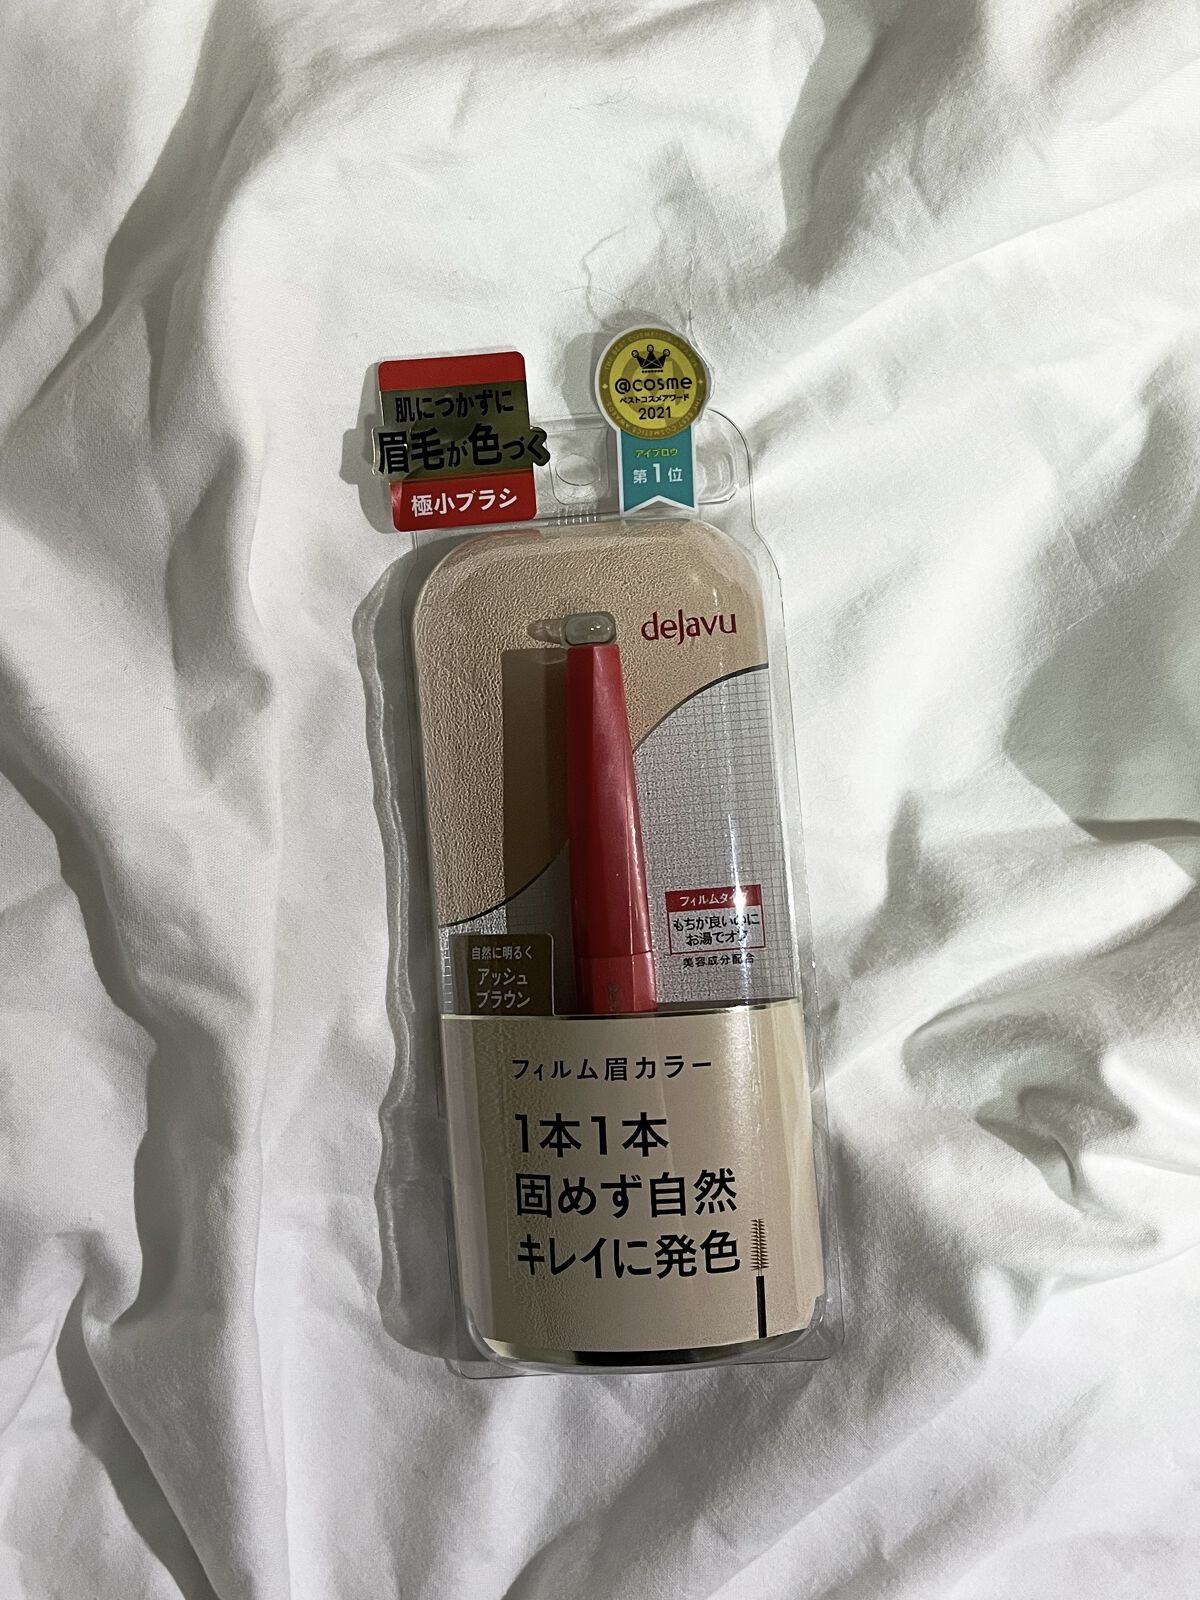 肌につかずに
眉毛が色づく
極小ブラシ
@cosme
ベストコスメアワード
2021
アイブロウ
第1位
dejavu
フィルムタイプ
もちが良いのに
お湯でオフ
美容成分配合
自然に明るく
アッシュ
ブラウン
フィルム眉カラー
1本1本
固めず自然
キレイに発色